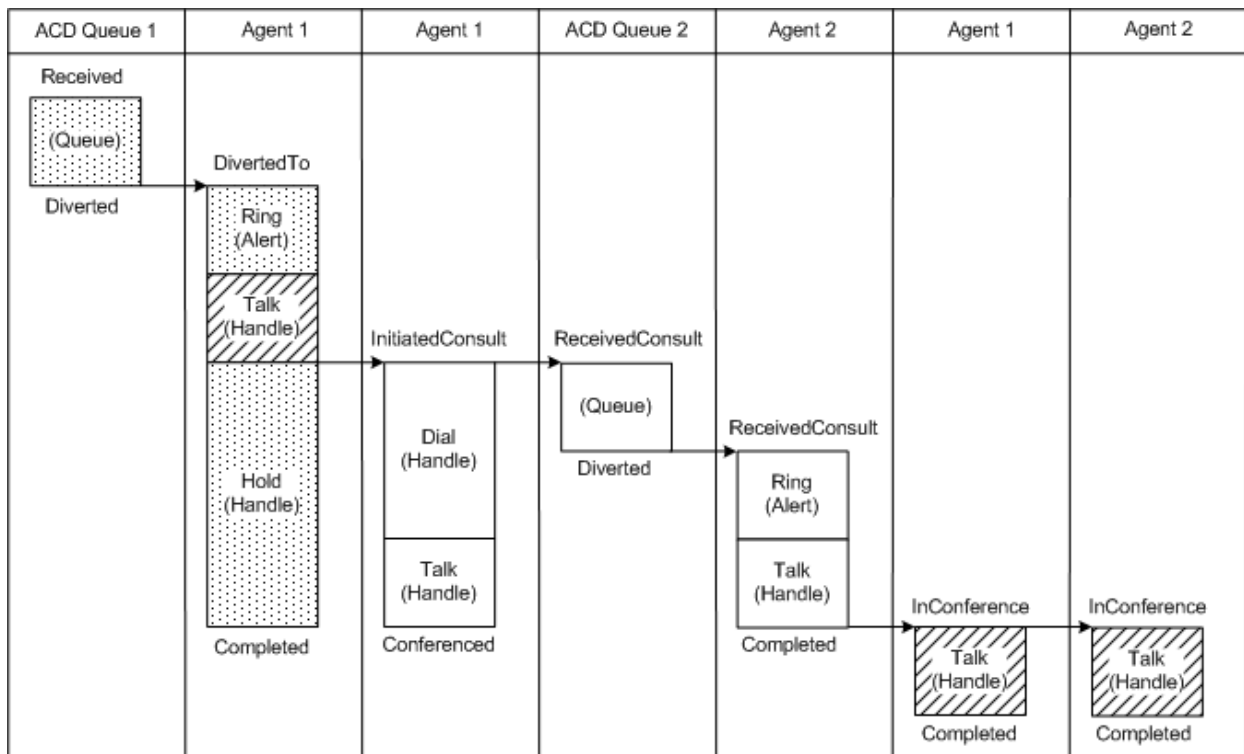 ACD Queue 1
Agent 1
Agent 1
ACD Queue 2
Agent 2
Agent 1
Agent 2
Received
(Queue)
Diverted
DivertedTo
Ring
(Alert)
Talk
(Handle)
Hold
(Handle)
Completed
InitiatedConsult
Dial
(Handle)
Talk
(Handle)
Conferenced
ReceivedConsult
(Queue)
Diverted
ReceivedConsult
Ring
(Alert)
Talk
(Handle)
Completed
InConference
Talk
(Handle)
Completed
InConference
Talk
(Handle)
Completed